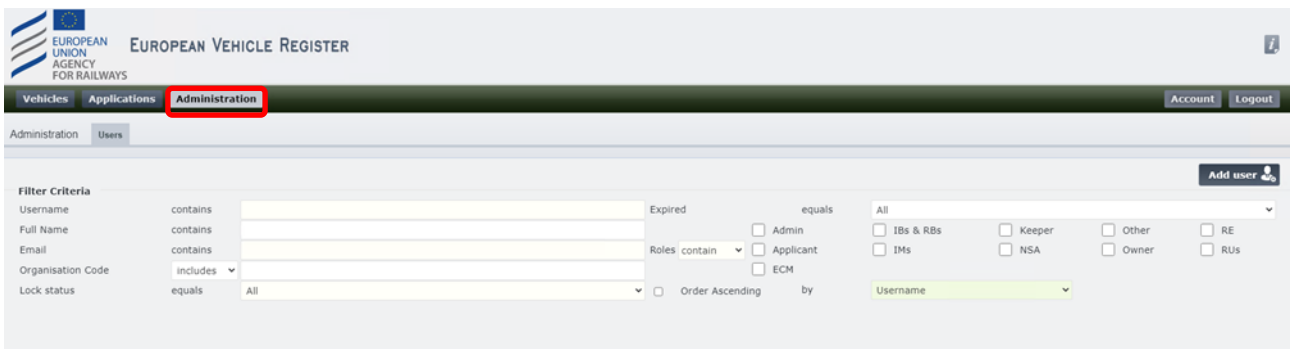 EUROPEAN
UNION
AGENCY
FOR RAILWAYS
EUROPEAN VEHICLE REGISTER
i
Vehicles Applications Administration Account Logout
Administration Users
Add user
Filter Criteria
Username contains Expired equals All
Full Name contains Admin IBs & RBs Keeper Other RE
Email contains Roles contain Applicant IMs NSA Owner RUs
Organisation Code includes ECM
Lock status equals All Order Ascending by Username